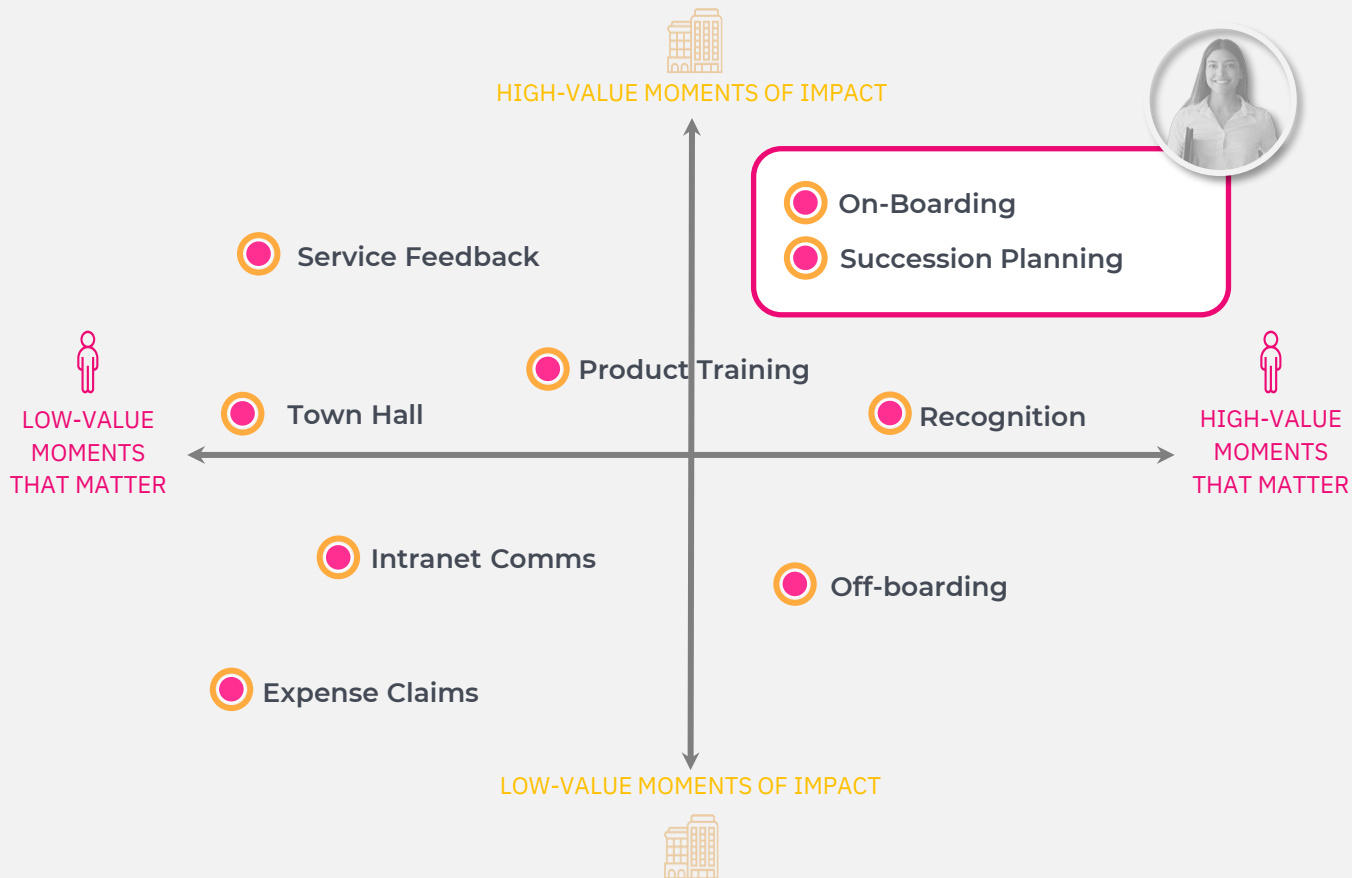 HIGH-VALUE MOMENTS OF IMPACT
On-Boarding
Service Feedback
Succession Planning
Product Training
Town Hall
Recognition
LOW-VALUE
MOMENTS
THAT MATTER
HIGH-VALUE
MOMENTS
THAT MATTER
Intranet Comms
Off-boarding
Expense Claims
LOW-VALUE MOMENTS OF IMPACT